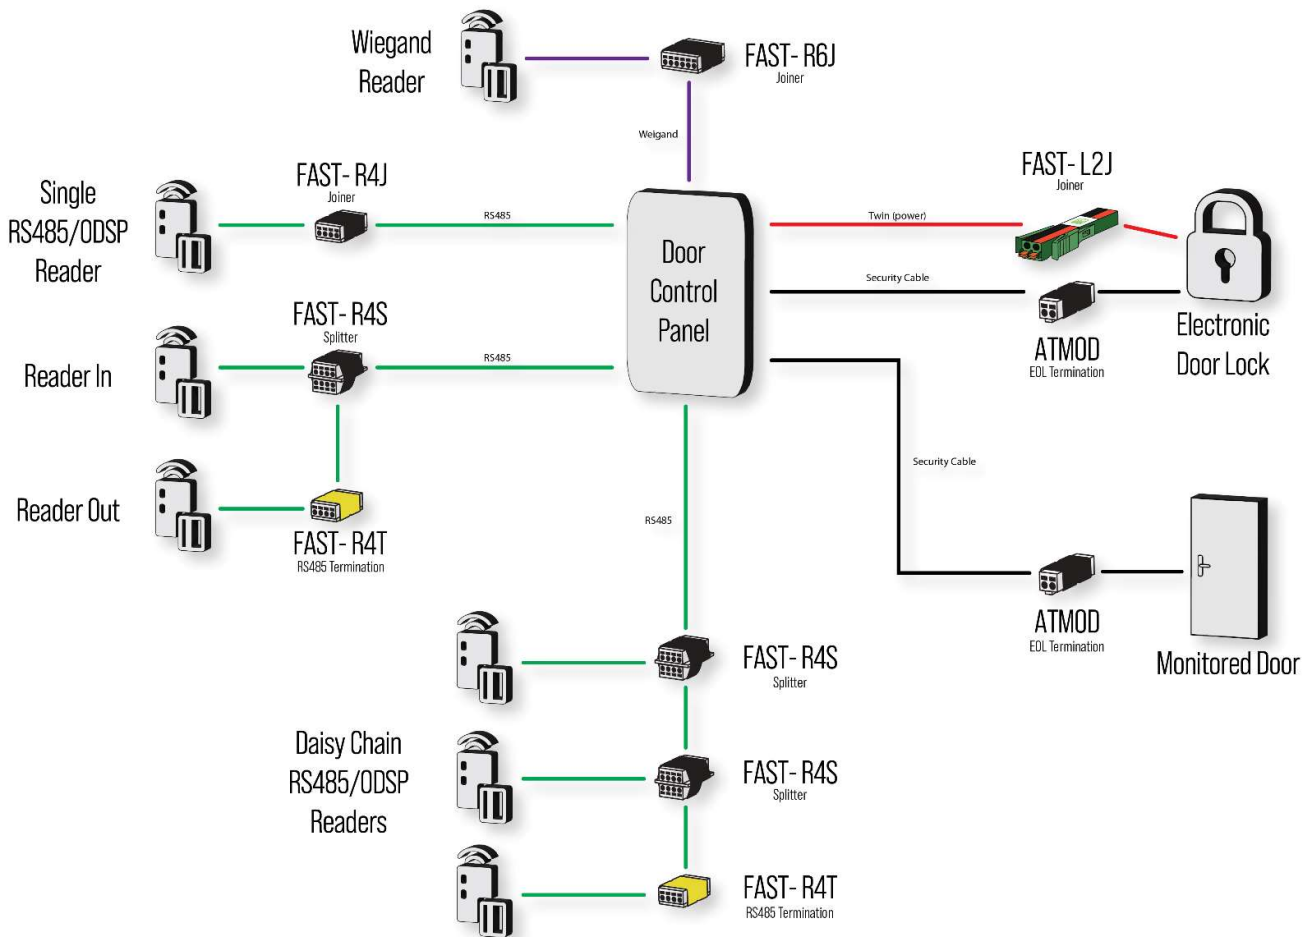 Wiegand
Reader
FAST- R6J
Joiner
Weigand
Single
RS485/ODSP
Reader
FAST- R4J
Joiner
RS485
FAST- L2J
Joiner
Twin (power)
Door
Control
Panel
Security Cable
ATMOD
EOL Termination
Electronic
Door Lock
FAST- R4S
Splitter
Reader In
RS485
Reader Out
FAST- R4T
RS485 Termination
Security Cable
RS485
ATMOD
EOL Termination
Monitored Door
FAST- R4S
Splitter
Daisy Chain
RS485/ODSP
Readers
FAST- R4S
Splitter
FAST- R4T
RS485 Termination